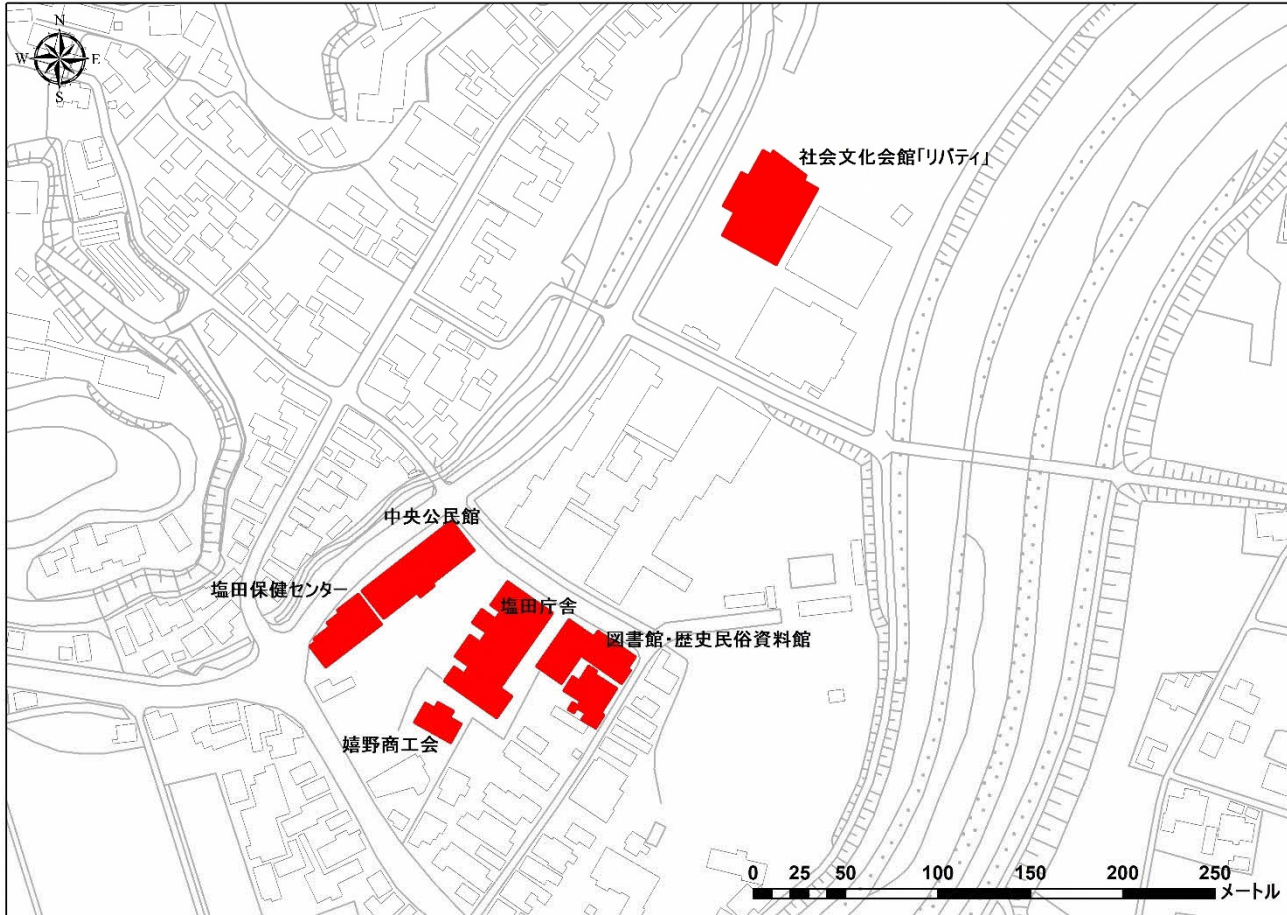 N
W E
S
社会文化会館「リバティ」
中央公民館
塩田保健センター
塩田庁舎
図書館・歴史民俗資料館
嬉野商工会
0 25 50 100 150 200 250
メートル